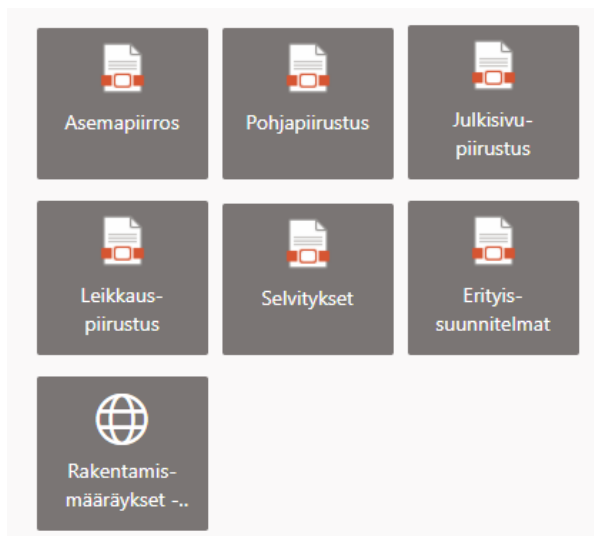 Asemapiirros
Pohjapiirustus
Julkisivu-
piirustus
Leikkaus-
piirustus
Selvitykset
Erityis-
suunnitelmat
Rakentamis-
määräykset -..